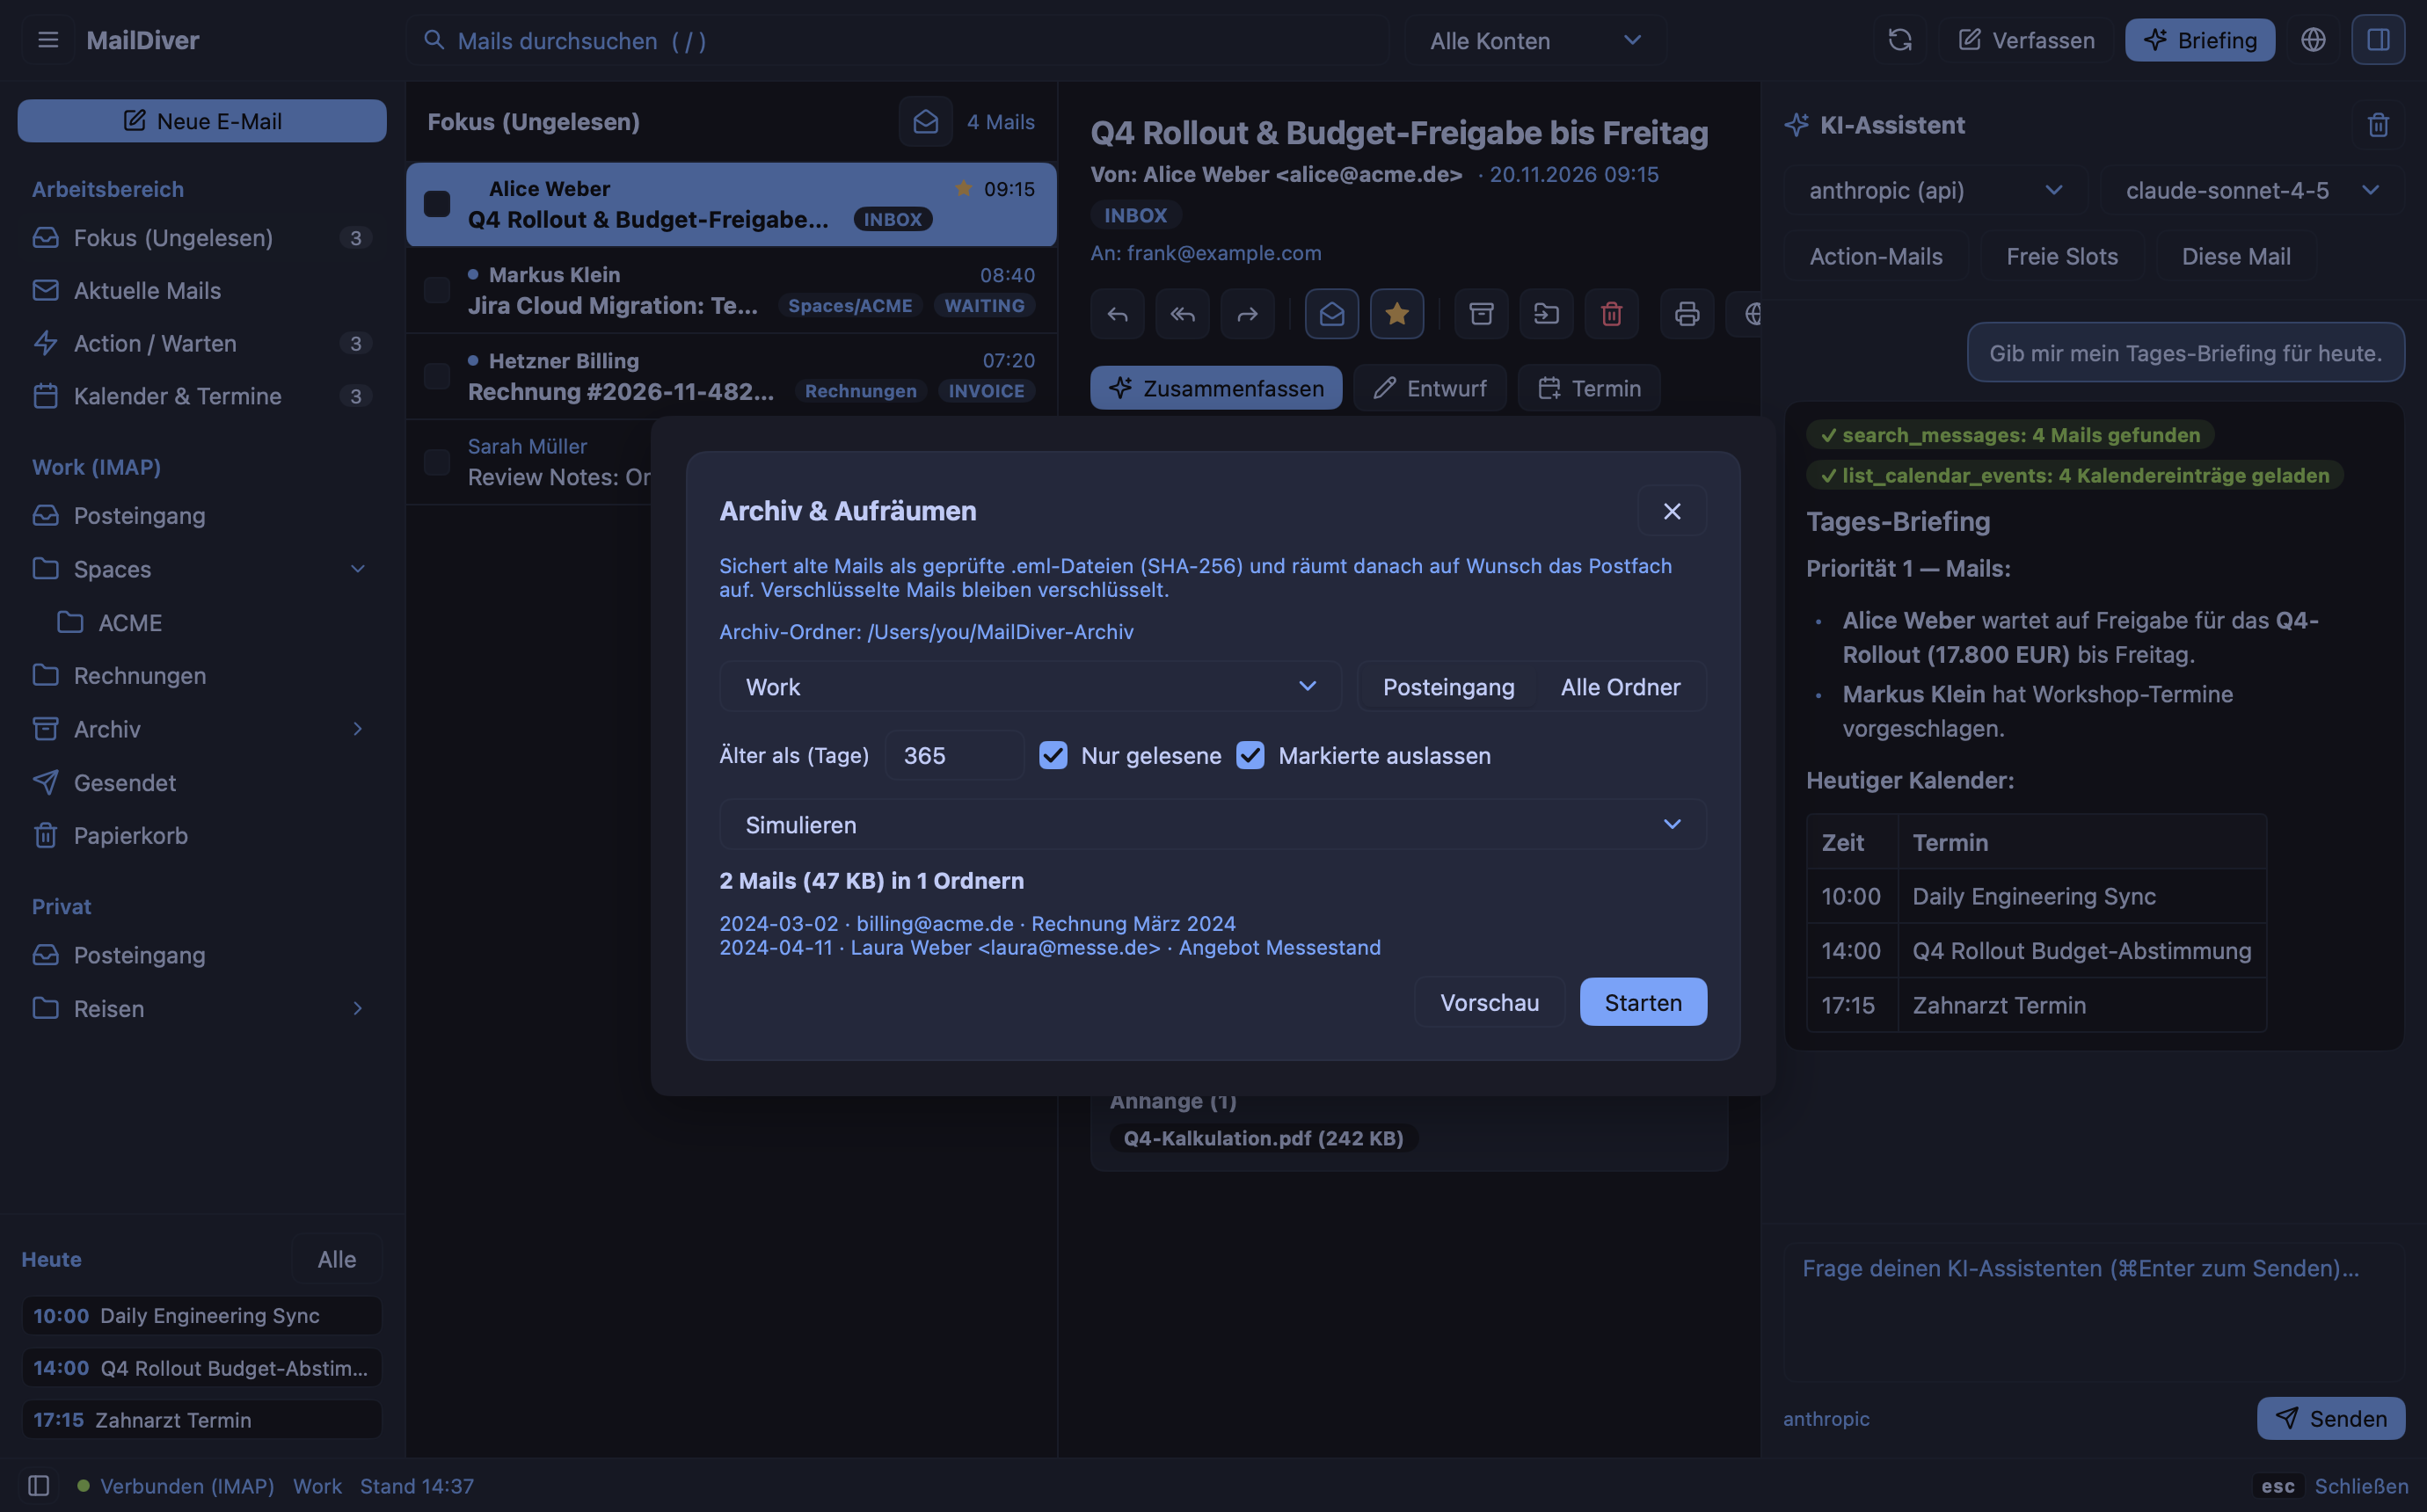 MailDiver
Mails durchsuchen ( / )
Alle Konten
Verfassen
Briefing
Neue E-Mail
Arbeitsbereich
Fokus (Ungelesen) 3
Aktuelle Mails
Action / Warten 3
Kalender & Termine 3
Work (IMAP)
Posteingang
Spaces
ACME
Rechnungen
Archiv
Gesendet
Papierkorb
Privat
Posteingang
Reisen
Heute
Alle
10:00 Daily Engineering Sync
14:00 Q4 Rollout Budget-Abstim...
17:15 Zahnarzt Termin
Fokus (Ungelesen)
4 Mails
Alice Weber 09:15
Q4 Rollout & Budget-Freigabe... INBOX
Markus Klein 08:40
Jira Cloud Migration: Te... Spaces/ACME WAITING
Hetzner Billing 07:20
Rechnung #2026-11-482... Rechnungen INVOICE
Sarah Müller
Review Notes: Or
Q4 Rollout & Budget-Freigabe bis Freitag
Von: Alice Weber <alice@acme.de> · 20.11.2026 09:15
INBOX
An: frank@example.com
Zusammenfassen
Entwurf
Termin
Archiv & Aufräumen
Sichert alte Mails als geprüfte .eml-Dateien (SHA-256) und räumt danach auf Wunsch das Postfach
auf. Verschlüsselte Mails bleiben verschlüsselt.
Archiv-Ordner: /Users/you/MailDiver-Archiv
Work
Posteingang
Alle Ordner
Älter als (Tage) 365 Nur gelesene Markierte auslassen
Simulieren
2 Mails (47 KB) in 1 Ordnern
2024-03-02 · billing@acme.de · Rechnung März 2024
2024-04-11 · Laura Weber <laura@messe.de> · Angebot Messestand
Vorschau
Starten
Anhänge (1)
Q4-Kalkulation.pdf (242 KB)
KI-Assistent
anthropic (api)
claude-sonnet-4-5
Action-Mails
Freie Slots
Diese Mail
Gib mir mein Tages-Briefing für heute.
✓ search_messages: 4 Mails gefunden
✓ list_calendar_events: 4 Kalendereinträge geladen
Tages-Briefing
Priorität 1 — Mails:
• Alice Weber wartet auf Freigabe für das Q4-
Rollout (17.800 EUR) bis Freitag.
• Markus Klein hat Workshop-Termine
vorgeschlagen.
Heutiger Kalender:
Zeit Termin
10:00 Daily Engineering Sync
14:00 Q4 Rollout Budget-Abstimmung
17:15 Zahnarzt Termin
Frage deinen KI-Assistenten (⌘Enter zum Senden)...
anthropic
Senden
Verbunden (IMAP) Work Stand 14:37
esc Schließen